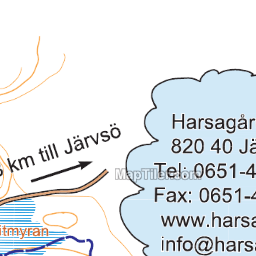 km till Järvsö
Harsagår
820 40 Jä
MapTiler.com
Tel: 0651-4
Fax: 0651-4
www.harsa
info@harsa
itmyran